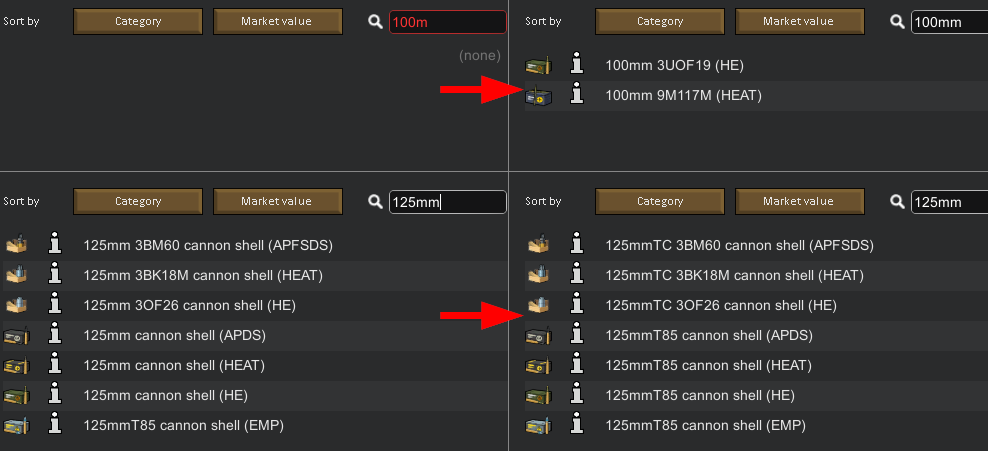 Sort by Category Market value 100m
(none)
Sort by Category Market value 100mm
100mm 3UOF19 (HE)
100mm 9M117M (HEAT)
Sort by Category Market value 125mm
125mm 3BM60 cannon shell (APFSDS)
125mm 3BK18M cannon shell (HEAT)
125mm 3OF26 cannon shell (HE)
125mm cannon shell (APDS)
125mm cannon shell (HEAT)
125mm cannon shell (HE)
125mmT85 cannon shell (EMP)
Sort by Category Market value 125mm
125mmTC 3BM60 cannon shell (APFSDS)
125mmTC 3BK18M cannon shell (HEAT)
125mmTC 3OF26 cannon shell (HE)
125mmT85 cannon shell (APDS)
125mmT85 cannon shell (HEAT)
125mmT85 cannon shell (HE)
125mmT85 cannon shell (EMP)